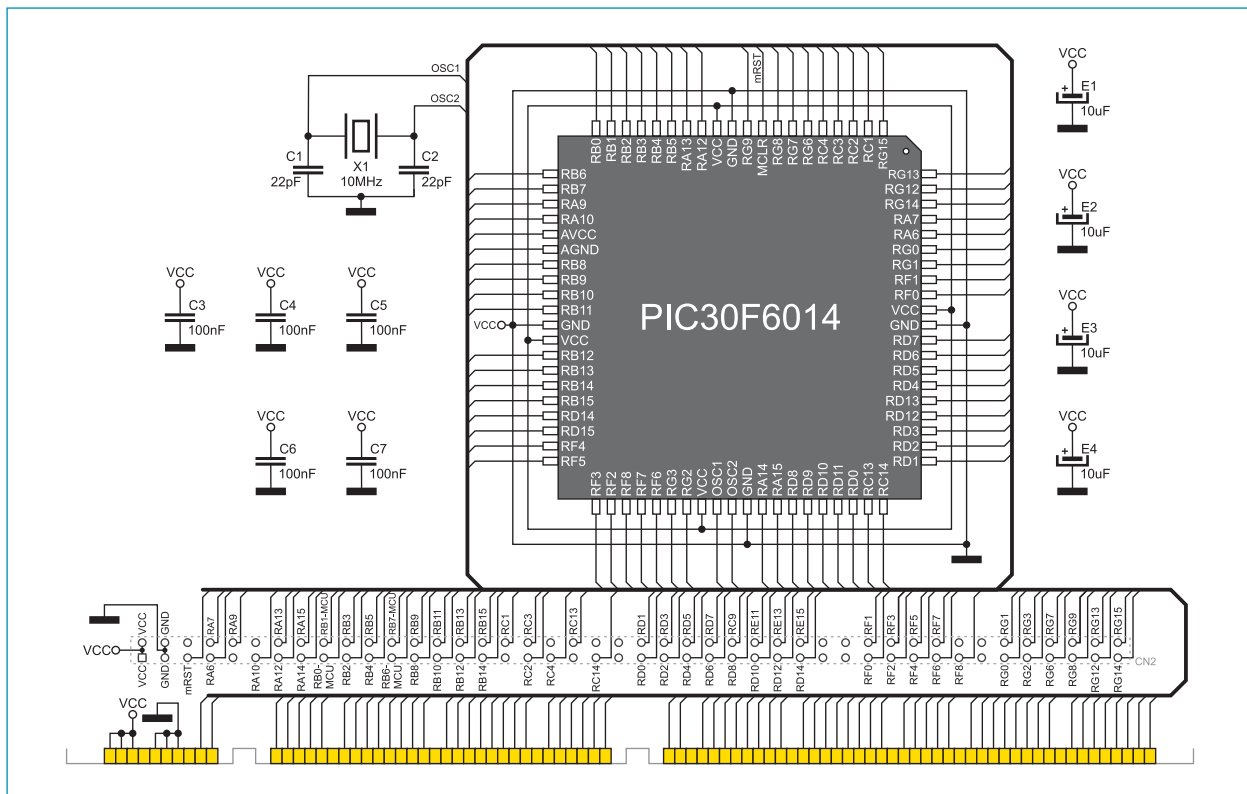 OSC1
OSC2
C1
22pF
X1
10MHz
C2
22pF
VCC
C3
100nF
VCC
C4
100nF
VCC
C5
100nF
VCC
C6
100nF
VCC
C7
100nF
mRST
RB0
RB1
RB2
RB3
RB4
RB5
RA13
RA12
VCC
GND
RG9
MCLR
RG8
RG7
RG6
RC4
RC3
RC2
RC1
RG15
RB6
RB7
RA9
RA10
AVCC
AGND
RB8
RB9
RB10
RB11
GND
VCC
RB12
RB13
RB14
RB15
RD14
RD15
RF4
RF5
VCC
PIC30F6014
RG13
RG12
RG14
RA7
RA6
RG0
RG1
RF1
RF0
VCC
GND
RD7
RD6
RD5
RD4
RD13
RD12
RD3
RD2
RD1
RF3
RF2
RF8
RF7
RF6
RG3
RG2
VCC
OSC1
OSC2
GND
RA14
RA15
RD8
RD9
RD10
RD11
RD0
RC13
RC14
VCC
E1
10uF
VCC
E2
10uF
VCC
E3
10uF
VCC
E4
10uF
VCC
VCC
GND
RA7
RA9
RA13
RA15
RB1-MCU
RB3
RB5
RB7-MCU
RB9
RB11
RB13
RB15
RC1
RC3
RC13
RD1
RD3
RD5
RD7
RC9
RE11
RE13
RE15
RF1
RF3
RF5
RF7
RG1
RG3
RG7
RG9
RG13
RG15
CN2
VCC
GND
mRST
RA6
RA10
RA12
RA14
RB0-MCU
RB2
RB4
RB6-MCU
RB8
RB10
RB12
RB14
RC2
RC4
RC14
RD0
RD2
RD4
RD6
RD8
RD10
RD12
RD14
RF0
RF2
RF4
RF6
RF8
RG0
RG2
RG6
RG8
RG12
RG14
VCC